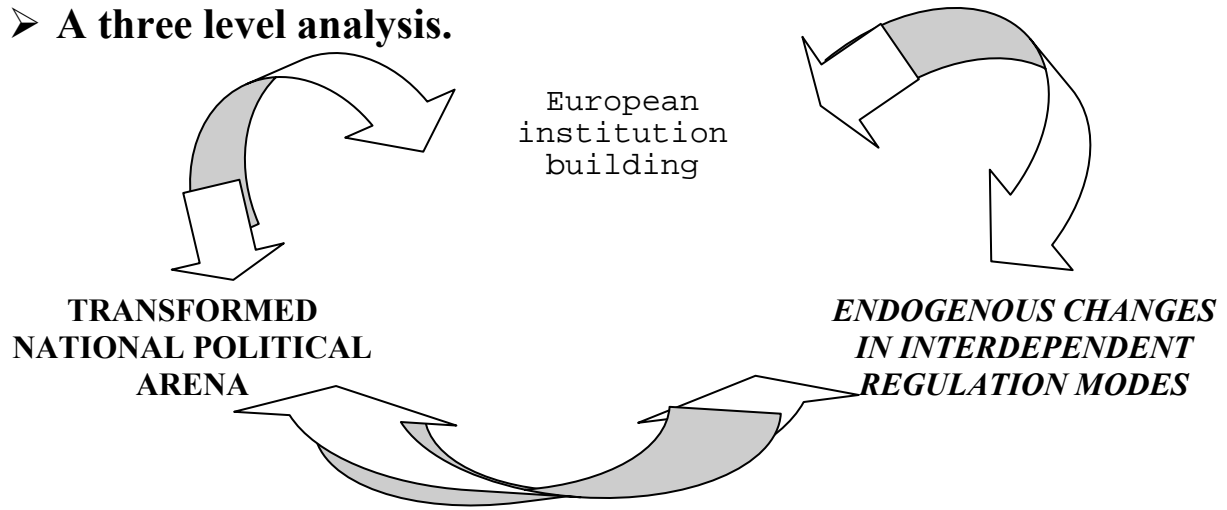 ➢ A three level analysis.
European
institution
building
TRANSFORMED
NATIONAL POLITICAL
ARENA
ENDOGENOUS CHANGES
IN INTERDEPENDENT
REGULATION MODES